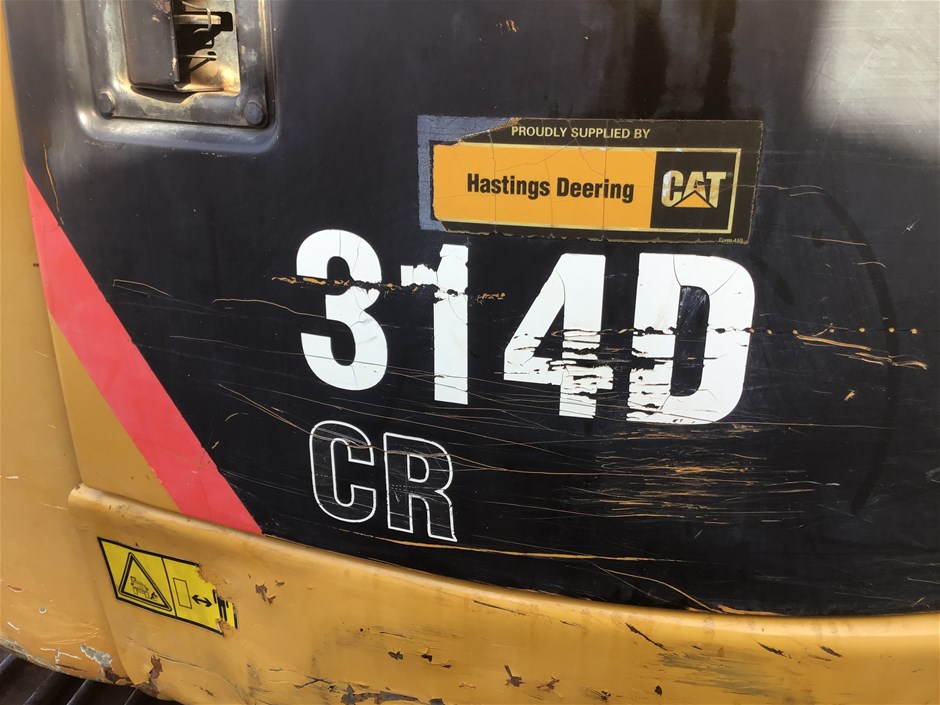 PROUDLY SUPPLIED BY
Hastings Deering CAT
314D
CR